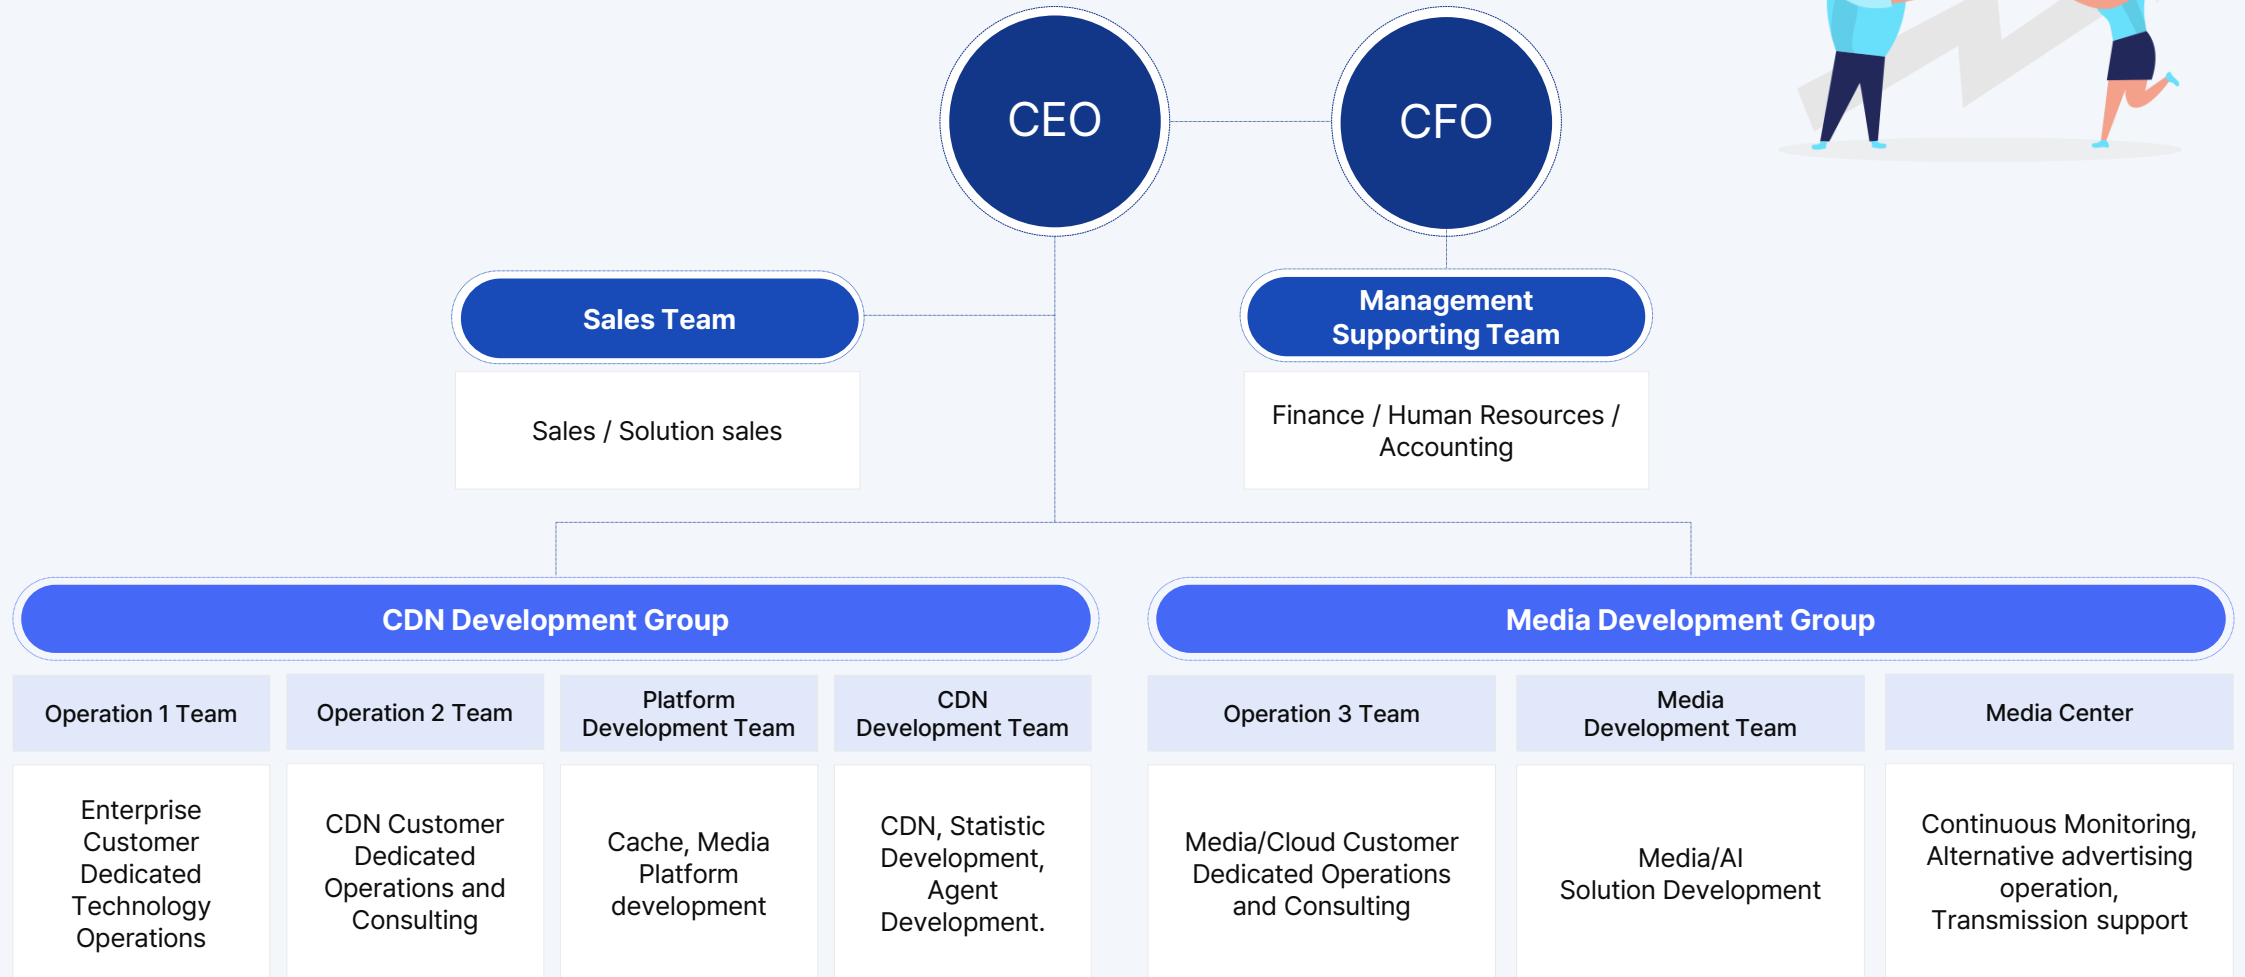 CEO
CFO
Sales Team
Management
Supporting Team
Sales / Solution sales
Finance / Human Resources /
Accounting
CDN Development Group
Media Development Group
Operation 1 Team
Operation 2 Team
Platform
Development Team
CDN
Development Team
Operation 3 Team
Media
Development Team
Media Center
Enterprise
Customer
Dedicated
Technology
Operations
CDN Customer
Dedicated
Operations and
Consulting
Cache, Media
Platform
development
CDN, Statistic
Development,
Agent
Development.
Media/Cloud Customer
Dedicated Operations
and Consulting
Media/AI
Solution Development
Continuous Monitoring,
Alternative advertising
operation,
Transmission support